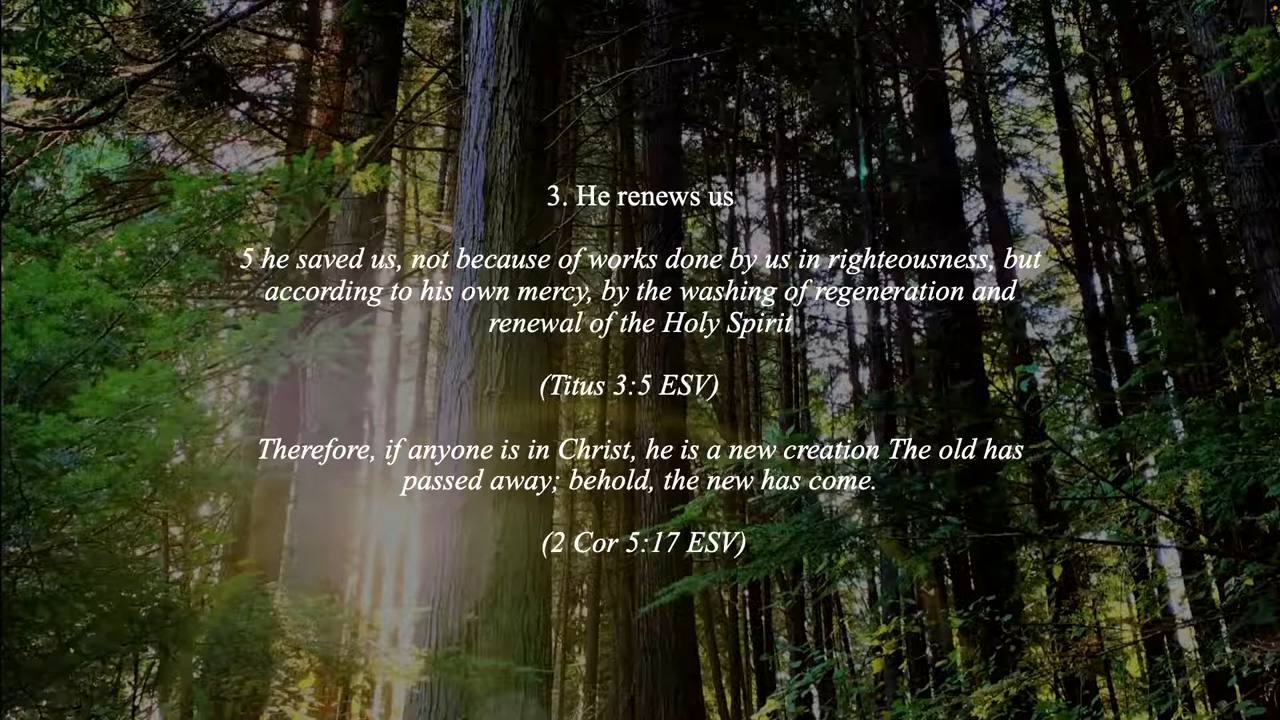 3. He renews us
5 he saved us, not because of works done by us in righteousness, but
according to his own mercy, by the washing of regeneration and
renewal of the Holy Spirit
(Titus 3:5 ESV)
Therefore, if anyone is in Christ, he is a new creation The old has
passed away; behold, the new has come.
(2 Cor 5:17 ESV)